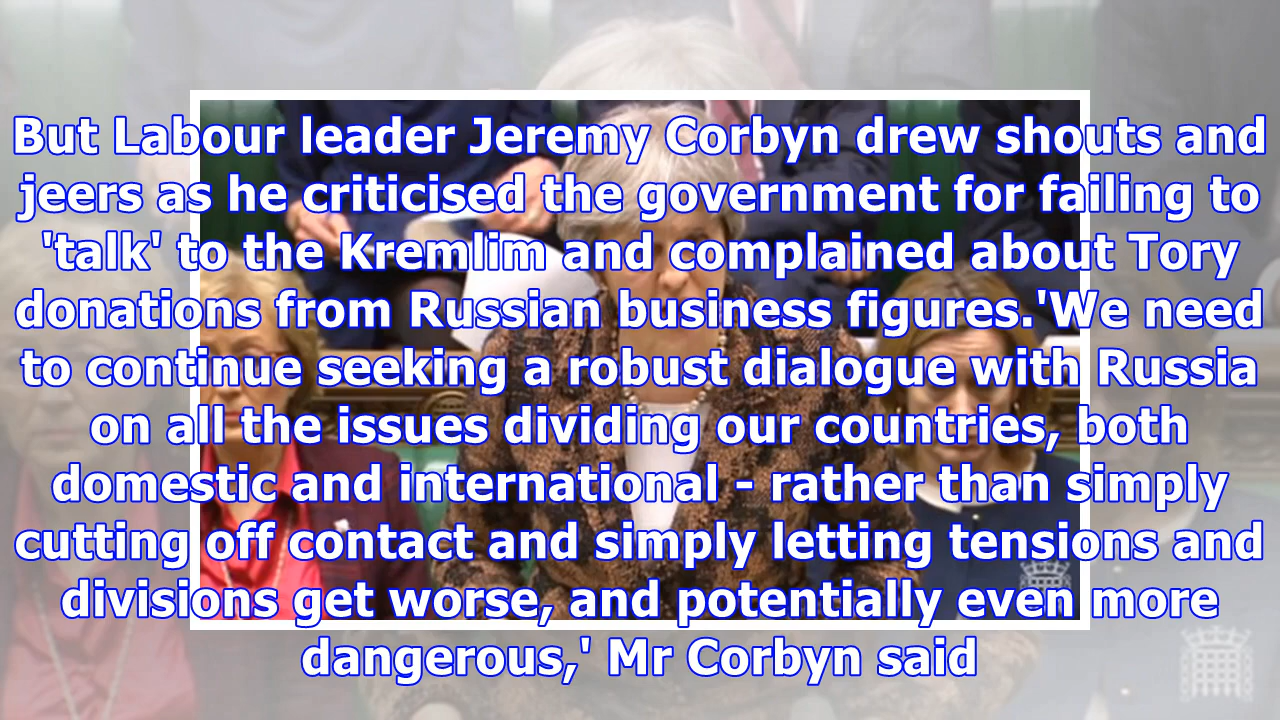 But Labour leader Jeremy Corbyn drew shouts and
jeers as he criticised the government for failing to
'talk' to the Kremlim and complained about Tory
donations from Russian business figures.'We need
to continue seeking a robust dialogue with Russia
on all the issues dividing our countries, both
domestic and international - rather than simply
cutting off contact and simply letting tensions and
divisions get worse, and potentially even more
dangerous,' Mr Corbyn said